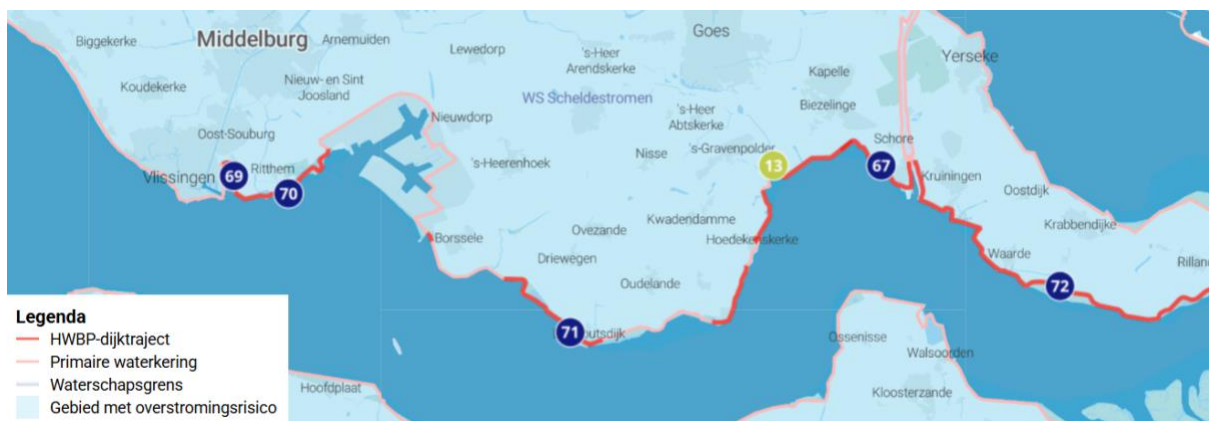 Biggekerke
Middelburg
Arnemuiden
Lewedorp
's-Heer
Arendskerke
Goes
Kapelle
Yerseke
Koudekerke
Nieuw- en Sint
Joosland
WS Scheldestromen
Biezelinge
Nieuwdorp
's-Heer
Abtskerke
Oost-Souburg
Schore
's-Heerenhoek
Nisse
's-Gravenpolder
13
67
Vlissingen
69
Ritthem
70
Kruiningen
Oostdijk
Kwadendamme
Krabbendijke
Borssele
Ovezande
Hoedekenskerke
Driewegen
Waarde
Rilland
Oudelande
72
71
outsdijk
Ossenisse
Walsoorden
Hoofdplaat
Kloosterzande
Legenda
HWBP-dijktraject
Primaire waterkering
Waterschapsgrens
Gebied met overstromingsrisico